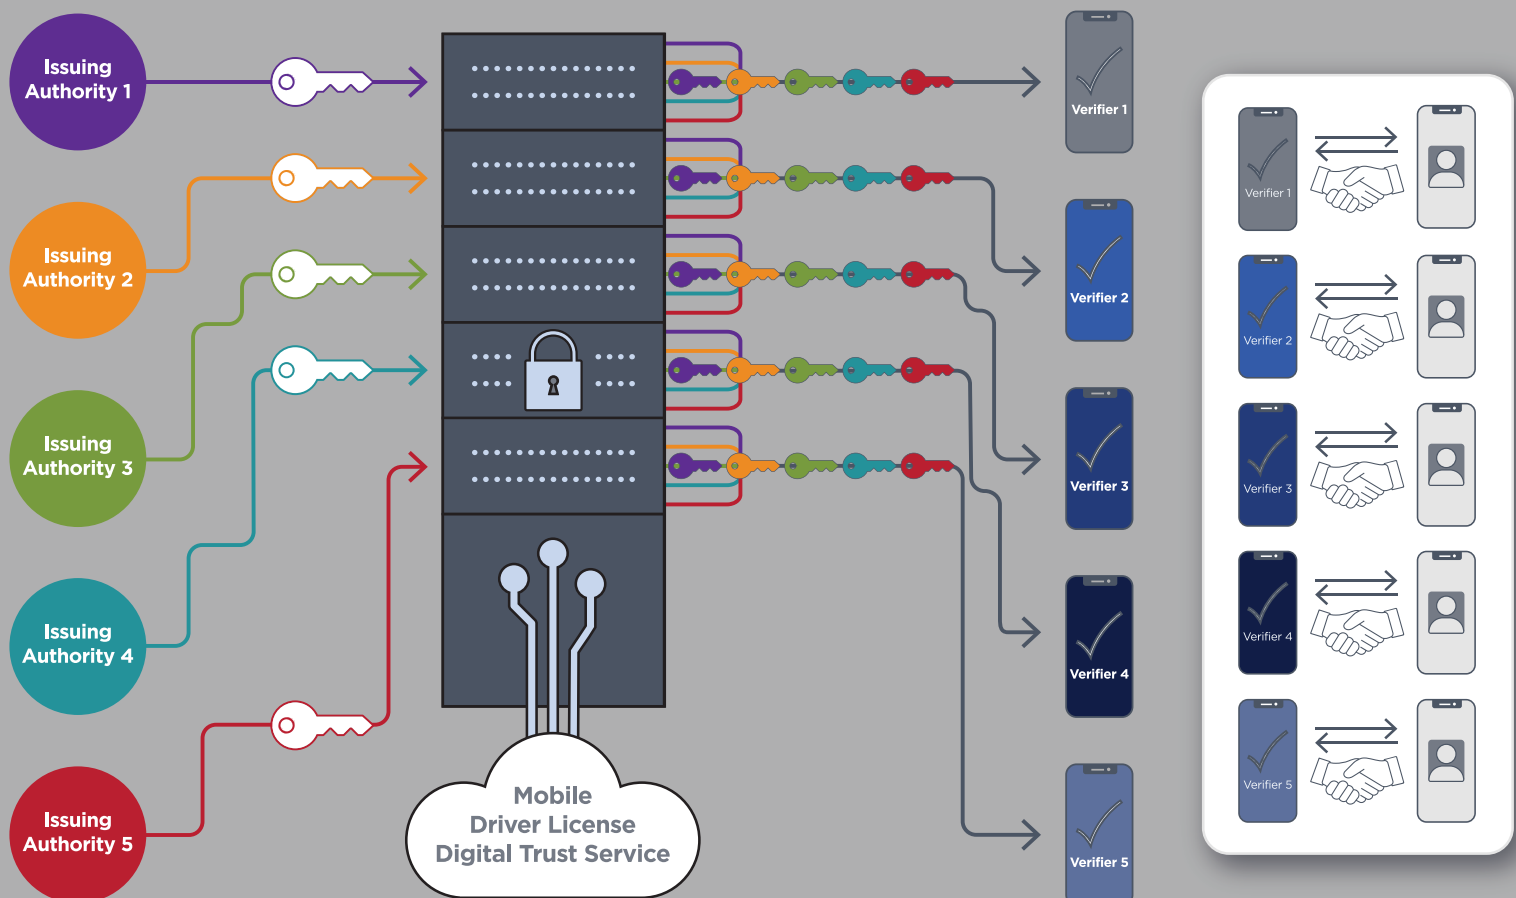 Issuing
Authority 1
Issuing
Authority 2
Issuing
Authority 3
Issuing
Authority 4
Issuing
Authority 5
Mobile
Driver License
Digital Trust Service
Verifier 1
Verifier 2
Verifier 3
Verifier 4
Verifier 5
Verifier 1
Verifier 2
Verifier 3
Verifier 4
Verifier 5